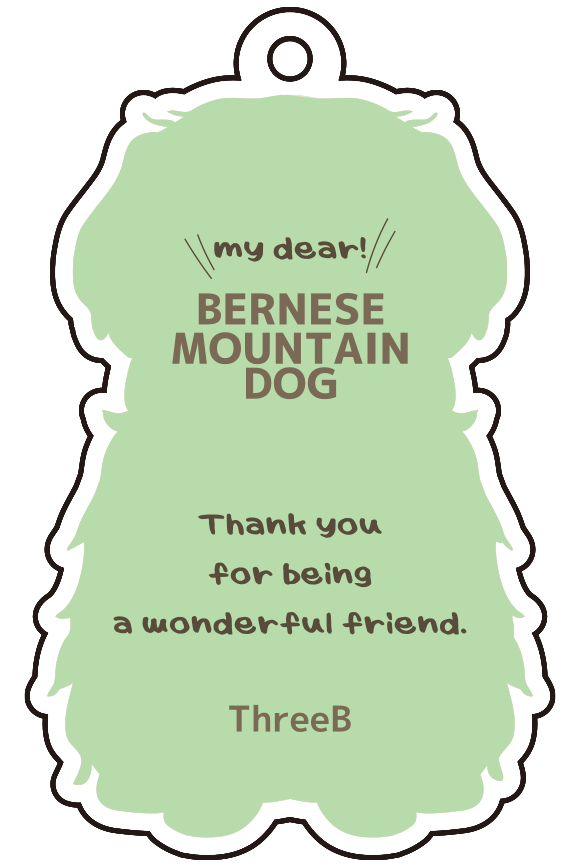 my dear!
BERNESE
MOUNTAIN
DOG
Thank you
for being
a wonderful friend.
ThreeB